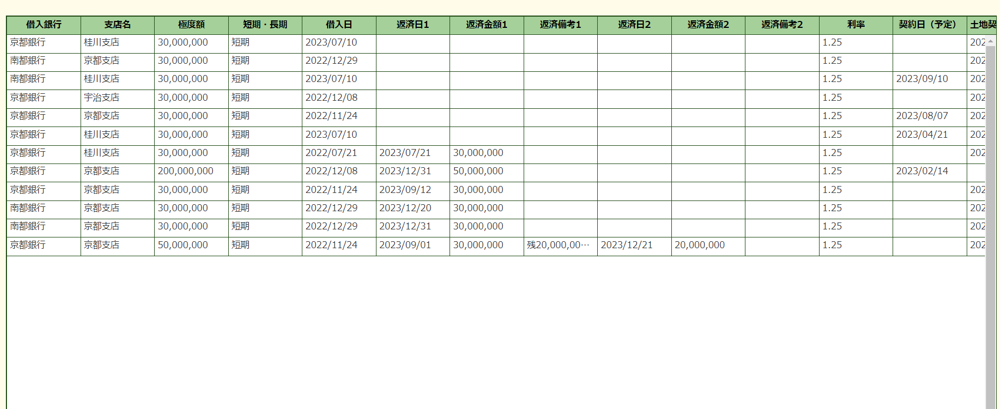 借入銀行 支店名 極度額 短期・長期 借入日 返済日1 返済金額1 返済備考1 返済日2 返済金額2 返済備考2 利率 契約日（予定） 土地契
京都銀行 桂川支店 30,000,000 短期 2023/07/10 1.25 202
南都銀行 京都支店 30,000,000 短期 2022/12/29 1.25 202
南都銀行 桂川支店 30,000,000 短期 2023/07/10 1.25 2023/09/10 202
京都銀行 宇治支店 30,000,000 短期 2022/12/08 1.25 202
京都銀行 京都支店 30,000,000 短期 2022/11/24 1.25 2023/08/07 202
京都銀行 桂川支店 30,000,000 短期 2023/07/10 1.25 2023/04/21 202
京都銀行 桂川支店 30,000,000 短期 2022/07/21 2023/07/21 30,000,000 1.25 202
京都銀行 京都支店 200,000,000 短期 2022/12/08 2023/12/31 50,000,000 1.25 2023/02/14
京都銀行 京都支店 30,000,000 短期 2022/11/24 2023/09/12 30,000,000 1.25 202
南都銀行 京都支店 30,000,000 短期 2022/12/29 2023/12/20 30,000,000 1.25 202
南都銀行 京都支店 30,000,000 短期 2022/12/29 2023/12/31 30,000,000 1.25 202
京都銀行 京都支店 50,000,000 短期 2022/11/24 2023/09/01 30,000,000 残20,000,00… 2023/12/21 20,000,000 1.25 202